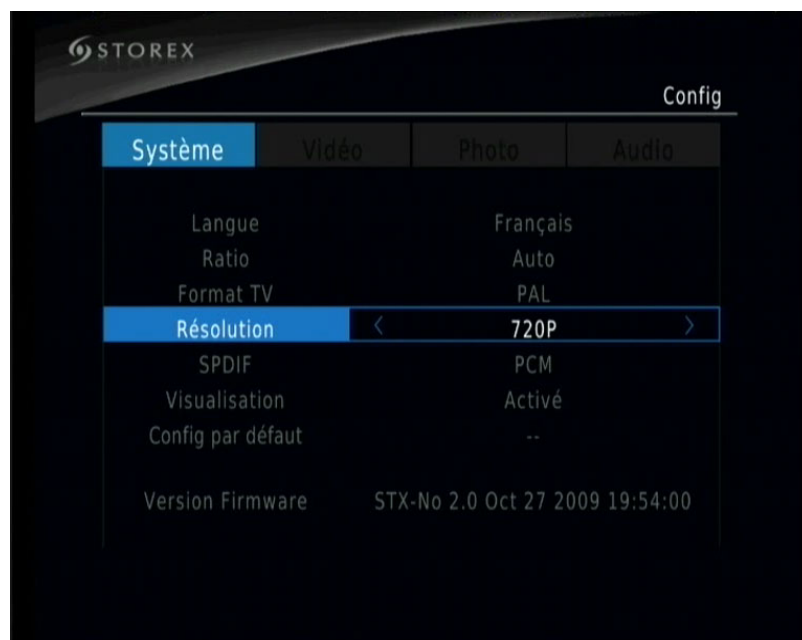 STOREX
Config
Système Vidéo Photo Audio
Langue Français
Ratio Auto
Format TV PAL
Résolution < 720P >
SPDIF PCM
Visualisation Activé
Config par défaut --
Version Firmware STX-No 2.0 Oct 27 2009 19:54:00